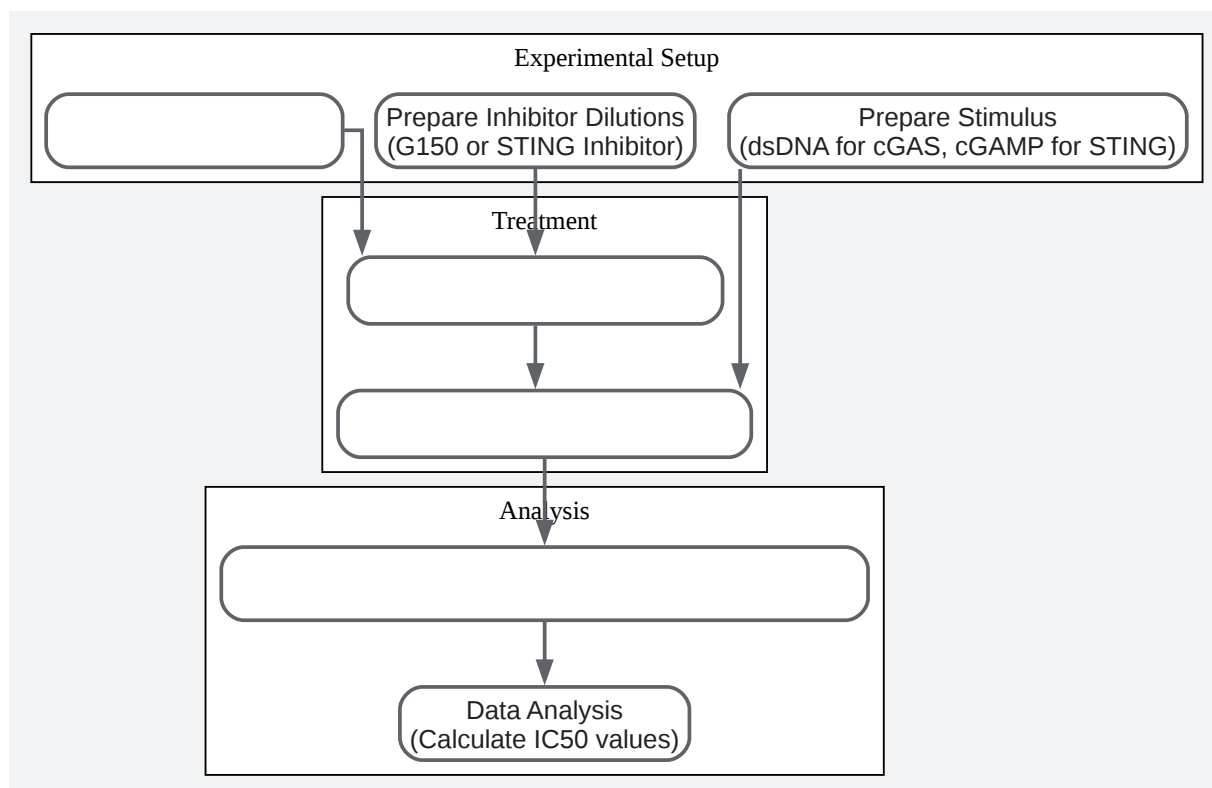 Experimental Setup
Prepare Inhibitor Dilutions
(G150 or STING Inhibitor)
Prepare Stimulus
(dsDNA for cGAS, cGAMP for STING)
Treatment
Analysis
Data Analysis
(Calculate IC50 values)